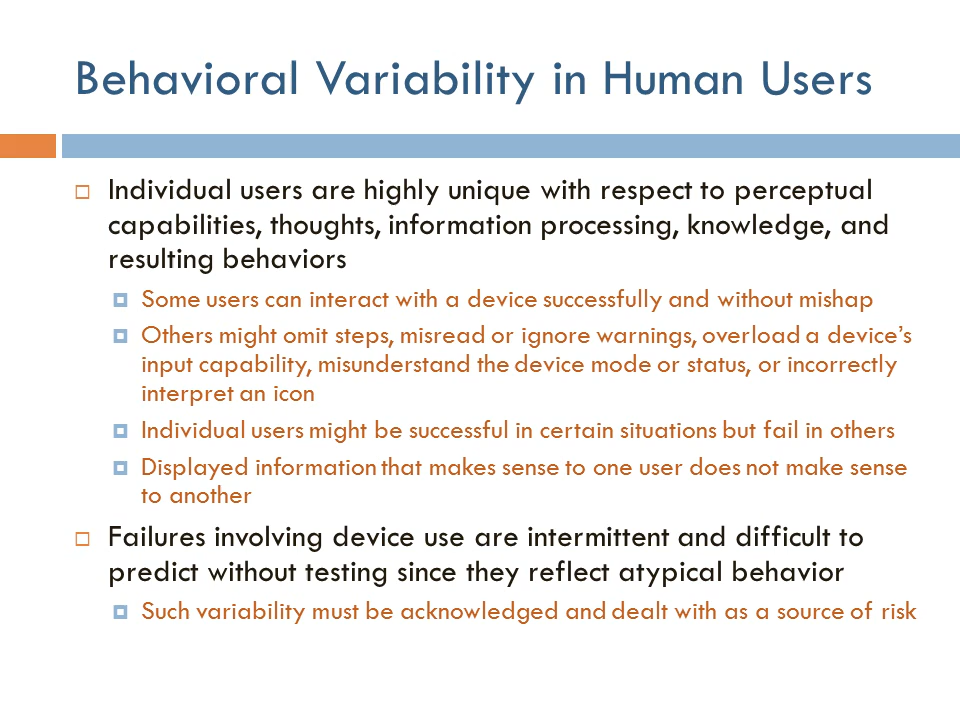 Behavioral Variability in Human Users
Individual users are highly unique with respect to perceptual
capabilities, thoughts, information processing, knowledge, and
resulting behaviors
Some users can interact with a device successfully and without mishap
Others might omit steps, misread or ignore warnings, overload a device’s
input capability, misunderstand the device mode or status, or incorrectly
interpret an icon
Individual users might be successful in certain situations but fail in others
Displayed information that makes sense to one user does not make sense
to another
Failures involving device use are intermittent and difficult to
predict without testing since they reflect atypical behavior
Such variability must be acknowledged and dealt with as a source of risk